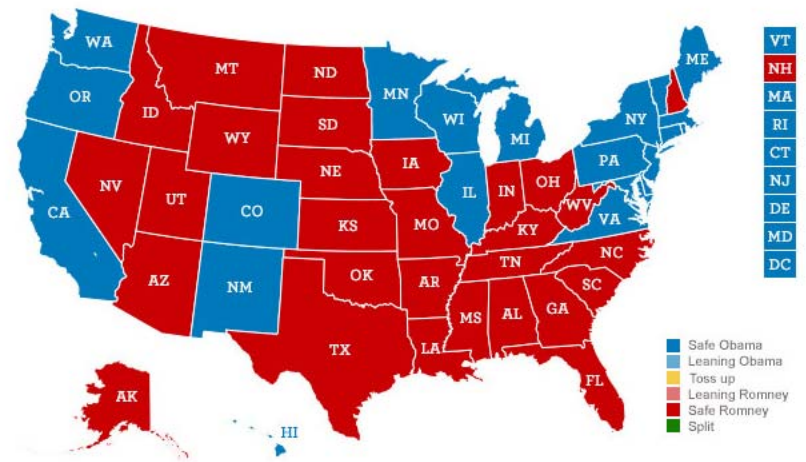 WA
OR
CA
NV
ID
MT
WY
UT
AZ
CO
NM
ND
SD
NE
KS
OK
TX
MN
IA
MO
AR
LA
WI
IL
MI
IN
OH
KY
TN
MS
AL
GA
FL
SC
NC
VA
WV
PA
NY
ME
AK
HI
VT
NH
MA
RI
CT
NJ
DE
MD
DC
Safe Obama
Leaning Obama
Toss up
Leaning Romney
Safe Romney
Split